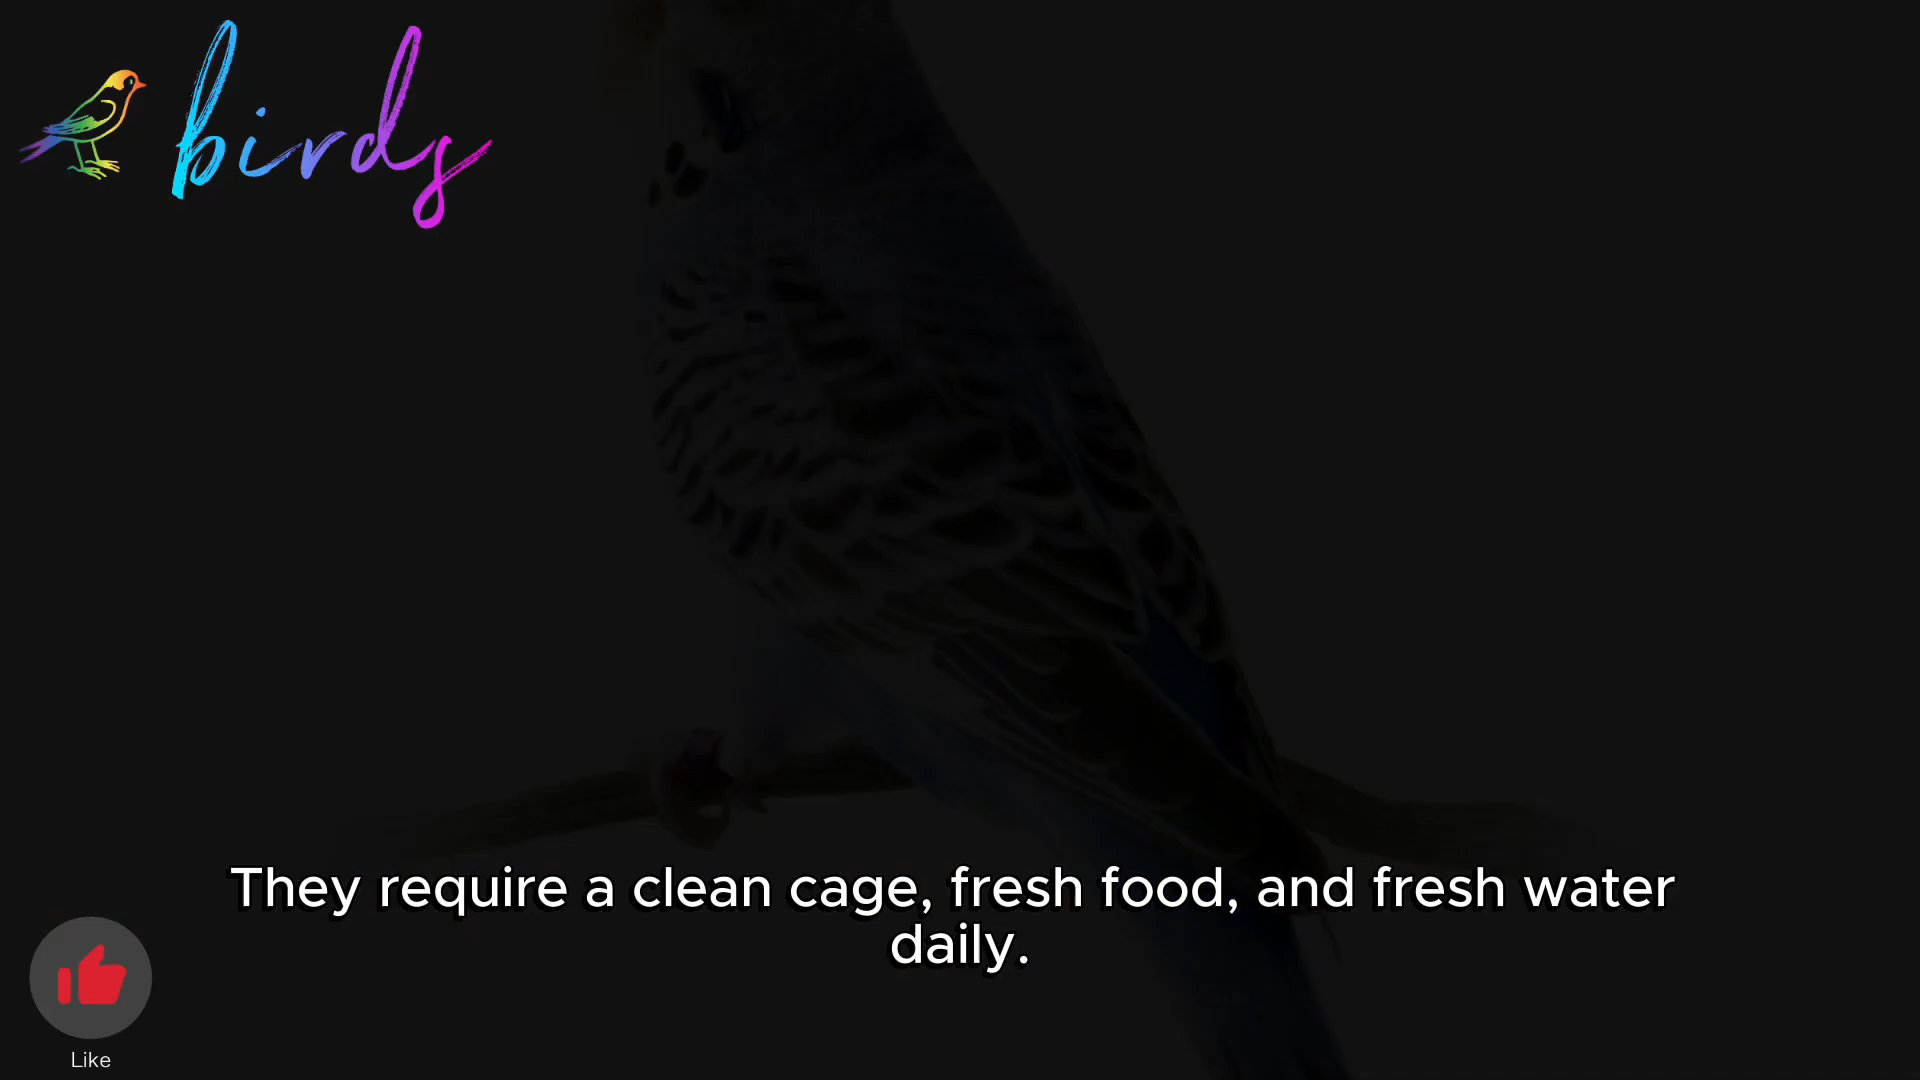 birds
They require a clean cage, fresh food, and fresh water
daily.
Like